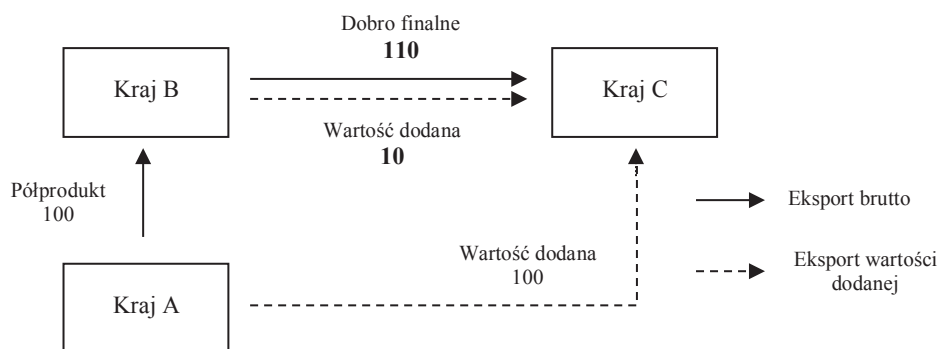 Dobro finalne
110
Kraj B
Kraj C
Wartość dodana
10
Półprodukt
100
Eksport brutto
Wartość dodana
100
Eksport wartości
dodanej
Kraj A